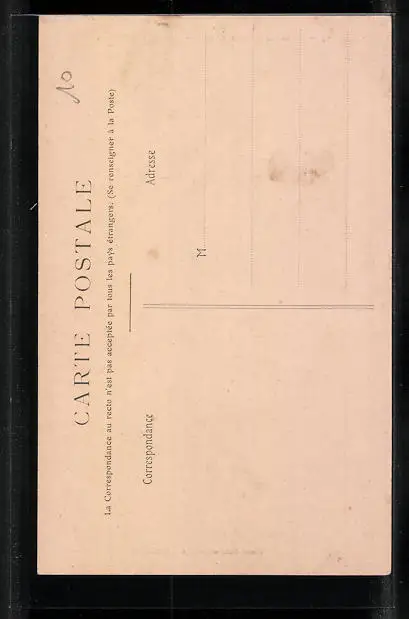 10
CARTE POSTALE
La Correspondance au recto n'est pas acceptée par tous les pays étrangers. (Se renseigner à la Poste)
Correspondance
Adresse
M